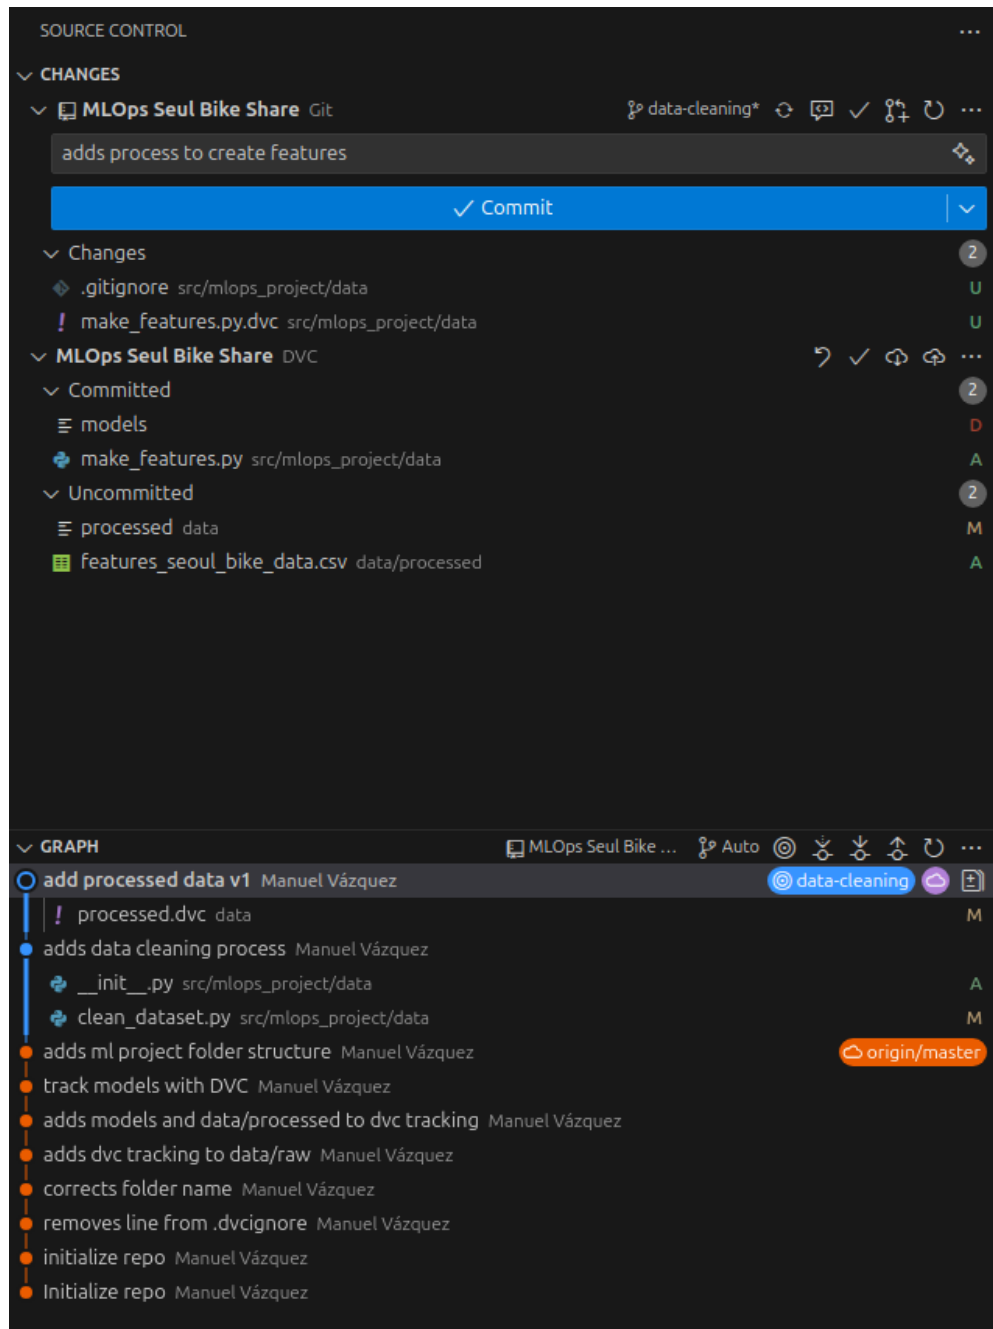 SOURCE CONTROL
CHANGES
MLOps Seul Bike Share Git data-cleaning*
adds process to create features
Commit
Changes 2
.gitignore src/mlops_project/data U
! make_features.py.dvc src/mlops_project/data U
MLOps Seul Bike Share DVC
Committed 2
models D
make_features.py src/mlops_project/data A
Uncommitted 2
processed data M
features_seoul_bike_data.csv data/processed A
GRAPH MLOps Seul Bike ... Auto
add processed data v1 Manuel Vázquez data-cleaning
! processed.dvc data M
adds data cleaning process Manuel Vázquez
__init__.py src/mlops_project/data A
clean_dataset.py src/mlops_project/data M
adds ml project folder structure Manuel Vázquez origin/master
track models with DVC Manuel Vázquez
adds models and data/processed to dvc tracking Manuel Vázquez
adds dvc tracking to data/raw Manuel Vázquez
corrects folder name Manuel Vázquez
removes line from .dvcignore Manuel Vázquez
initialize repo Manuel Vázquez
Initialize repo Manuel Vázquez